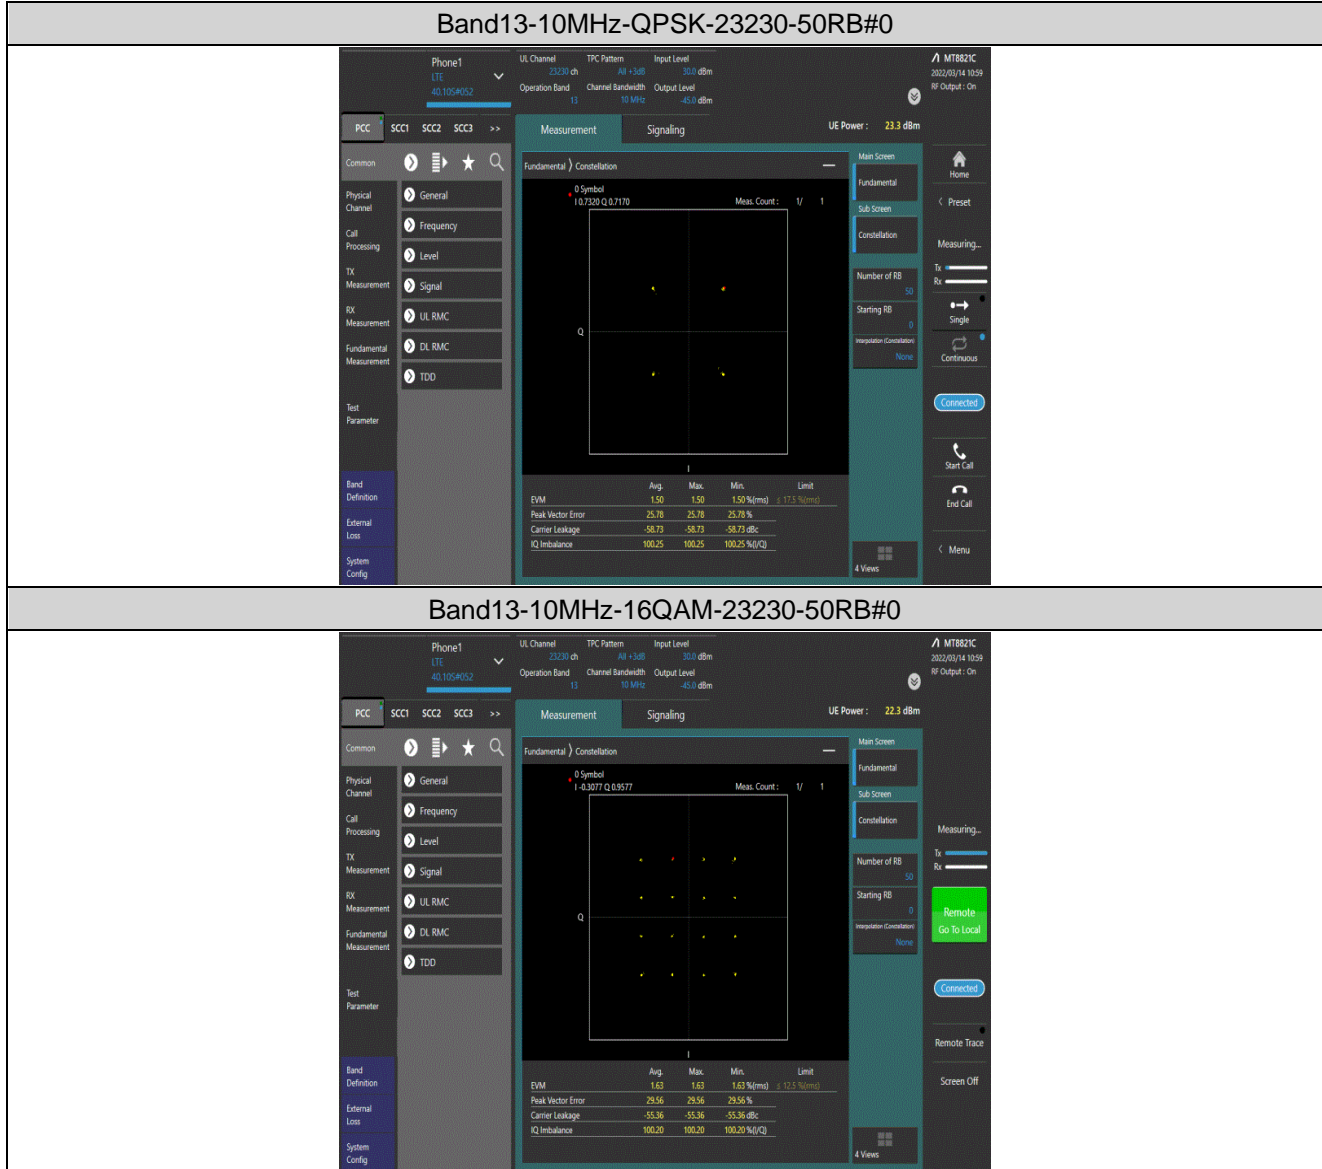 Band13-10MHz-QPSK-23230-50RB#0
Phone1
LTE
40.10S#052
UL Channel TPC Pattern Input Level
23230 ch All +3dB 30.0 dBm
Operation Band Channel Bandwidth Output Level
13 10 MHz -45.0 dBm
MT8821C
2022/03/14 10:59
RF Output : On
PCC SCC1 SCC2 SCC3 >>
Measurement Signaling
UE Power : 23.3 dBm
Common
Physical
Channel
Call
Processing
TX
Measurement
RX
Measurement
Fundamental
Measurement
Test
Parameter
Band
Definition
External
Loss
System
Config
General
Frequency
Level
Signal
UL RMC
DL RMC
TDD
Fundamental 〉 Constellation
0 Symbol
I 0.7320 Q 0.7170 Meas. Count : 1/ 1
Q
I
Avg. Max. Min. Limit
EVM 1.50 1.50 1.50 %(rms) ≤ 17.5 %(rms)
Peak Vector Error 25.78 25.78 25.78 %
Carrier Leakage -58.73 -58.73 -58.73 dBc
IQ Imbalance 100.25 100.25 100.25 %(I/Q)
Main Screen
Fundamental
Sub Screen
Constellation
Number of RB
50
Starting RB
0
Interpolation (Constellation)
None
4 Views
Home
< Preset
Measuring...
Tx
Rx
Single
Continuous
Connected
Start Call
End Call
< Menu
Band13-10MHz-16QAM-23230-50RB#0
Phone1
LTE
40.10S#052
UL Channel TPC Pattern Input Level
23230 ch All +3dB 30.0 dBm
Operation Band Channel Bandwidth Output Level
13 10 MHz -45.0 dBm
MT8821C
2022/03/14 10:59
RF Output : On
PCC SCC1 SCC2 SCC3 >>
Measurement Signaling
UE Power : 22.3 dBm
Common
Physical
Channel
Call
Processing
TX
Measurement
RX
Measurement
Fundamental
Measurement
Test
Parameter
Band
Definition
External
Loss
System
Config
General
Frequency
Level
Signal
UL RMC
DL RMC
TDD
Fundamental 〉 Constellation
0 Symbol
I -0.3077 Q 0.9577 Meas. Count : 1/ 1
Q
I
Avg. Max. Min. Limit
EVM 1.63 1.63 1.63 %(rms) ≤ 12.5 %(rms)
Peak Vector Error 29.56 29.56 29.56 %
Carrier Leakage -55.36 -55.36 -55.36 dBc
IQ Imbalance 100.20 100.20 100.20 %(I/Q)
Main Screen
Fundamental
Sub Screen
Constellation
Number of RB
50
Starting RB
0
Interpolation (Constellation)
None
4 Views
Measuring...
Tx
Rx
Remote
Go To Local
Connected
Remote Trace
Screen Off